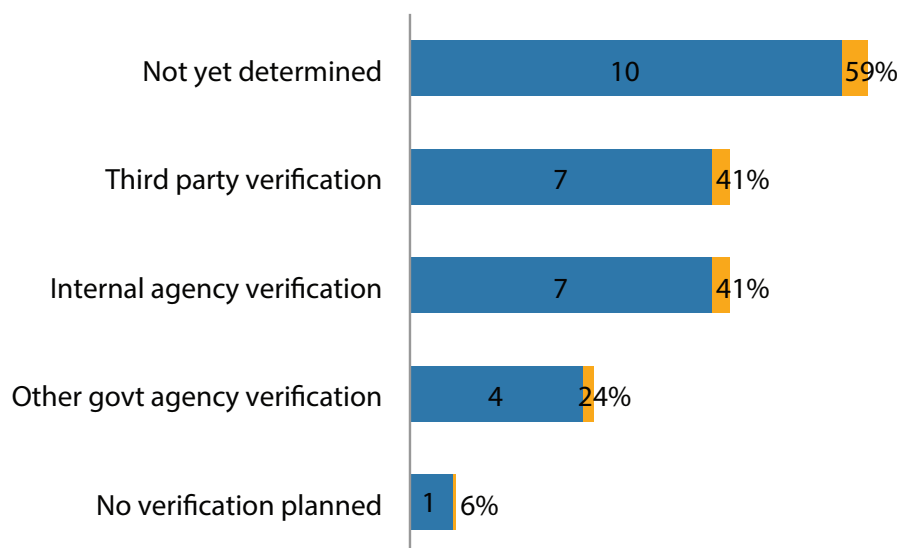 Not yet determined 10 59%
Third party verification 7 41%
Internal agency verification 7 41%
Other govt agency verification 4 24%
No verification planned 1 6%